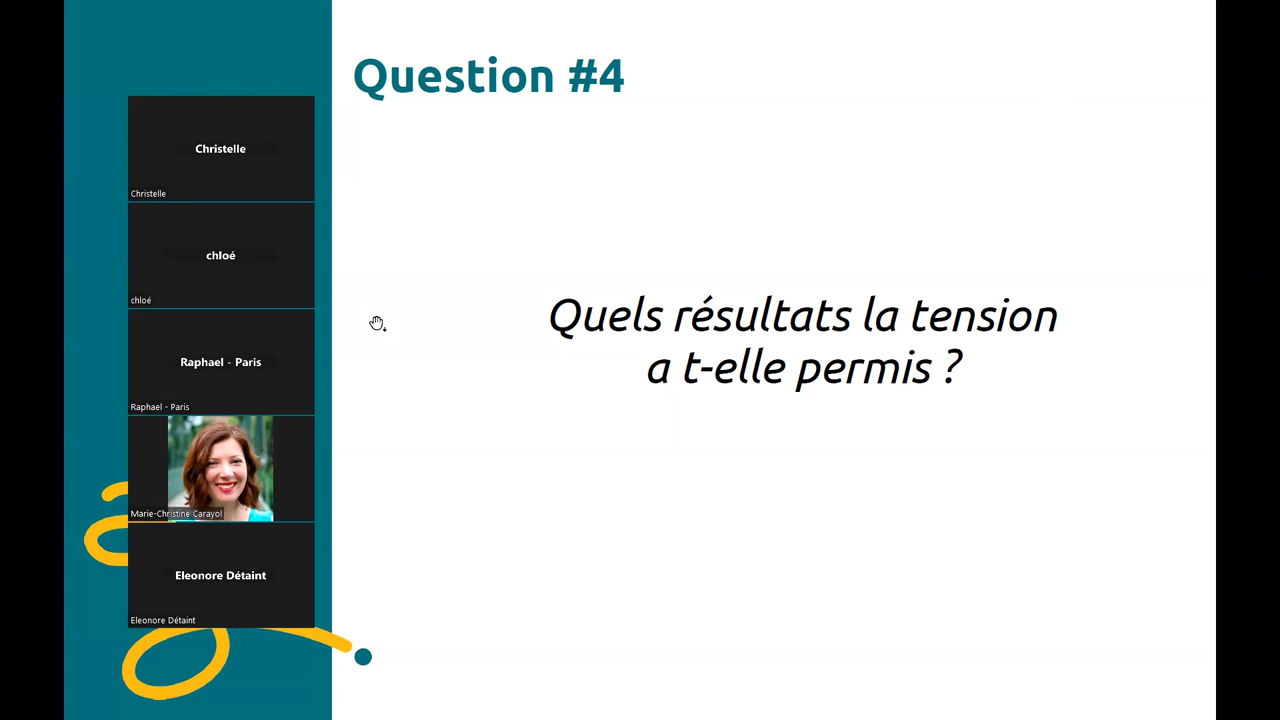 Question #4
Christelle
Christelle
chloé
chloé
Raphael - Paris
Raphael - Paris
Marie-Christine Carayol
Eleonore Détaint
Eleonore Détaint
Quels résultats la tension
a t-elle permis ?